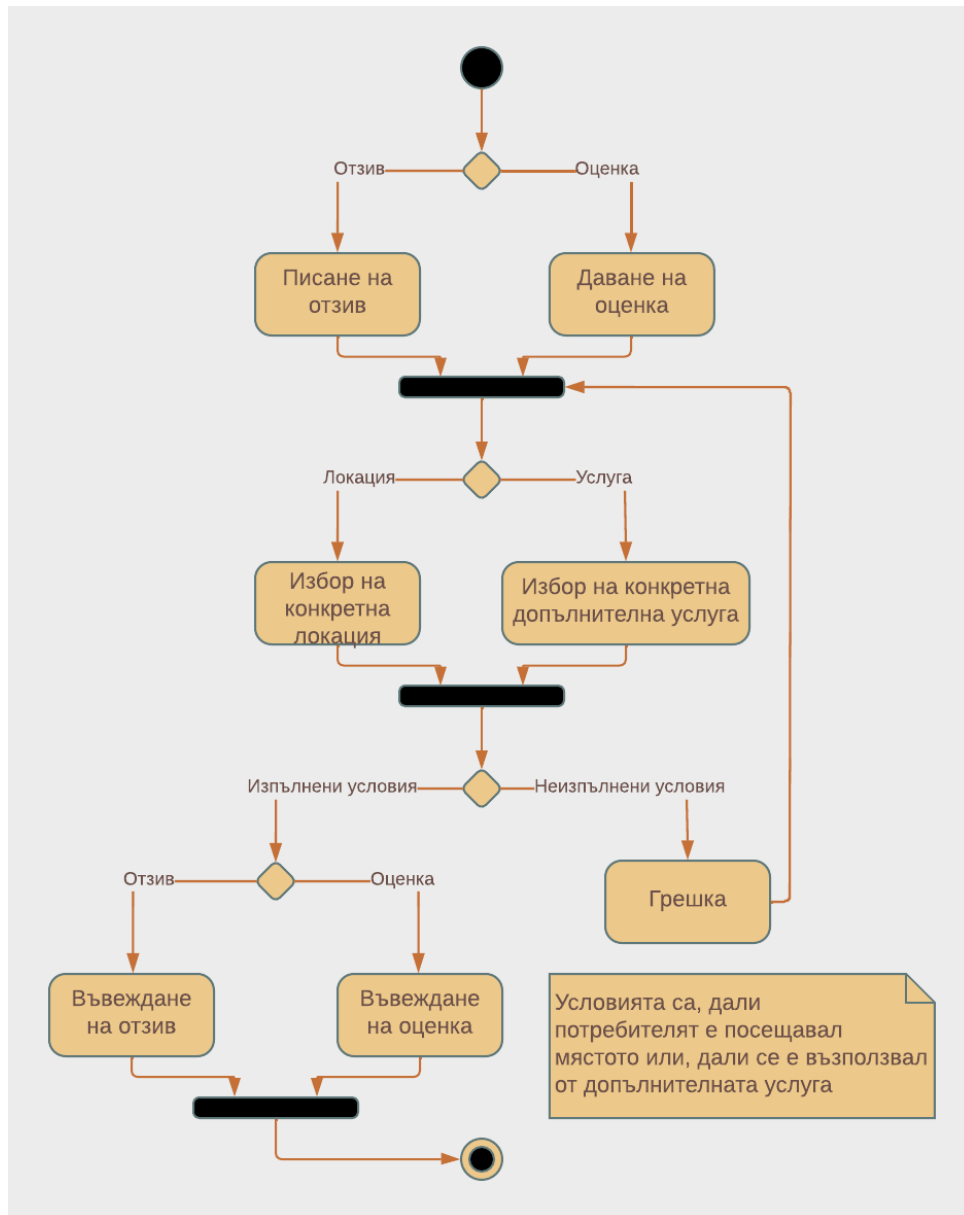 Отзив
Оценка
Писане на
отзив
Даване на
оценка
Локация
Услуга
Избор на
конкретна
локация
Избор на конкретна
допълнителна услуга
Изпълнени условия
Неизпълнени условия
Отзив
Оценка
Грешка
Въвеждане
на отзив
Въвеждане
на оценка
Условията са, дали
потребителят е посещавал
мястото или, дали се е възползвал
от допълнителната услуга